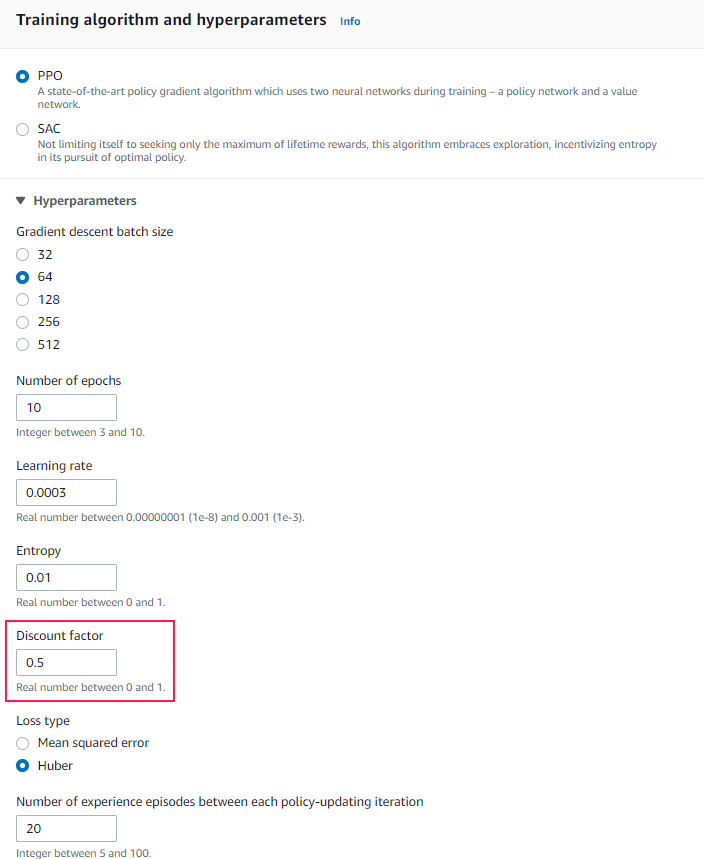 Training algorithm and hyperparameters Info
PPO
A state-of-the-art policy gradient algorithm which uses two neural networks during training – a policy network and a value
network.
SAC
Not limiting itself to seeking only the maximum of lifetime rewards, this algorithm embraces exploration, incentivizing entropy
in its pursuit of optimal policy.
Hyperparameters
Gradient descent batch size
32
64
128
256
512
Number of epochs
10
Integer between 3 and 10.
Learning rate
0.0003
Real number between 0.00000001 (1e-8) and 0.001 (1e-3).
Entropy
0.01
Real number between 0 and 1.
Discount factor
0.5
Real number between 0 and 1.
Loss type
Mean squared error
Huber
Number of experience episodes between each policy-updating iteration
20
Integer between 5 and 100.